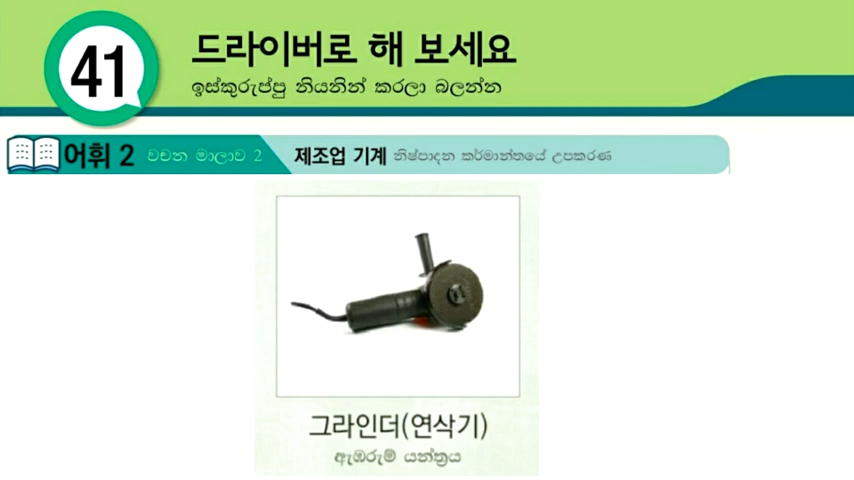 41
드라이버로 해 보세요
ඉස්කුරුප්පු නියනින් කරලා බලන්න
어휘 2 වචන මාලාව 2 제조업 기계 නිෂ්පාදන කර්මාන්තයේ උපකරණ
그라인더(연삭기)
ඇඹරුම් යන්ත්‍රය